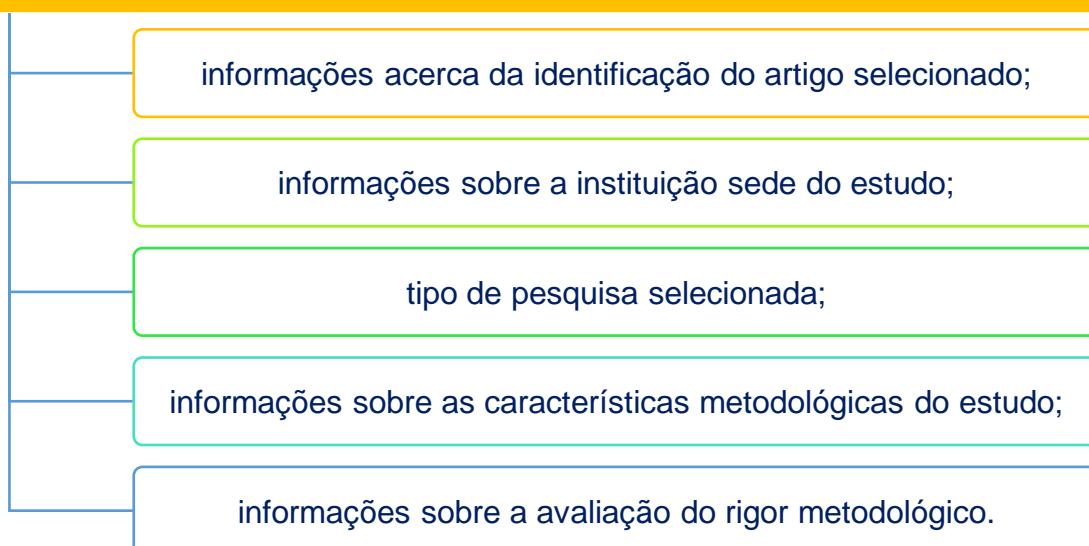 informações acerca da identificação do artigo selecionado;
informações sobre a instituição sede do estudo;
tipo de pesquisa selecionada;
informações sobre as características metodológicas do estudo;
informações sobre a avaliação do rigor metodológico.